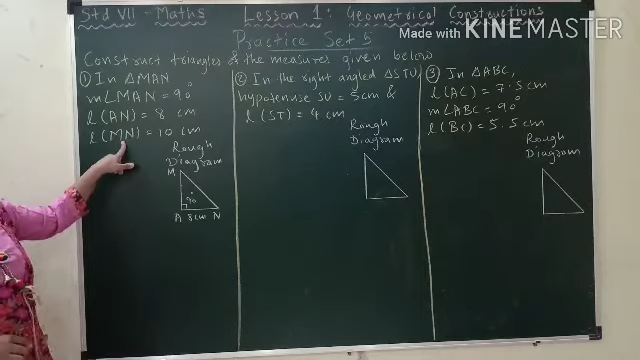 Std VII - Maths Lesson 1: Geometrical Constructions
Made with KINEMASTER
Practice Set 5
Construct triangles of the measures given below
① In △MAN
m∠MAN = 90°
l(AN) = 8 cm
l(MN) = 10 cm
Rough
Diagram
M
90°
A 8cm N
② In the right angled △STU,
hypotenuse SU = 5cm &
l(ST) = 4 cm
Rough
Diagram
③ In △ABC,
l(AC) = 7.5 cm
m∠ABC = 90°
l(BC) = 5.5 cm
Rough
Diagram